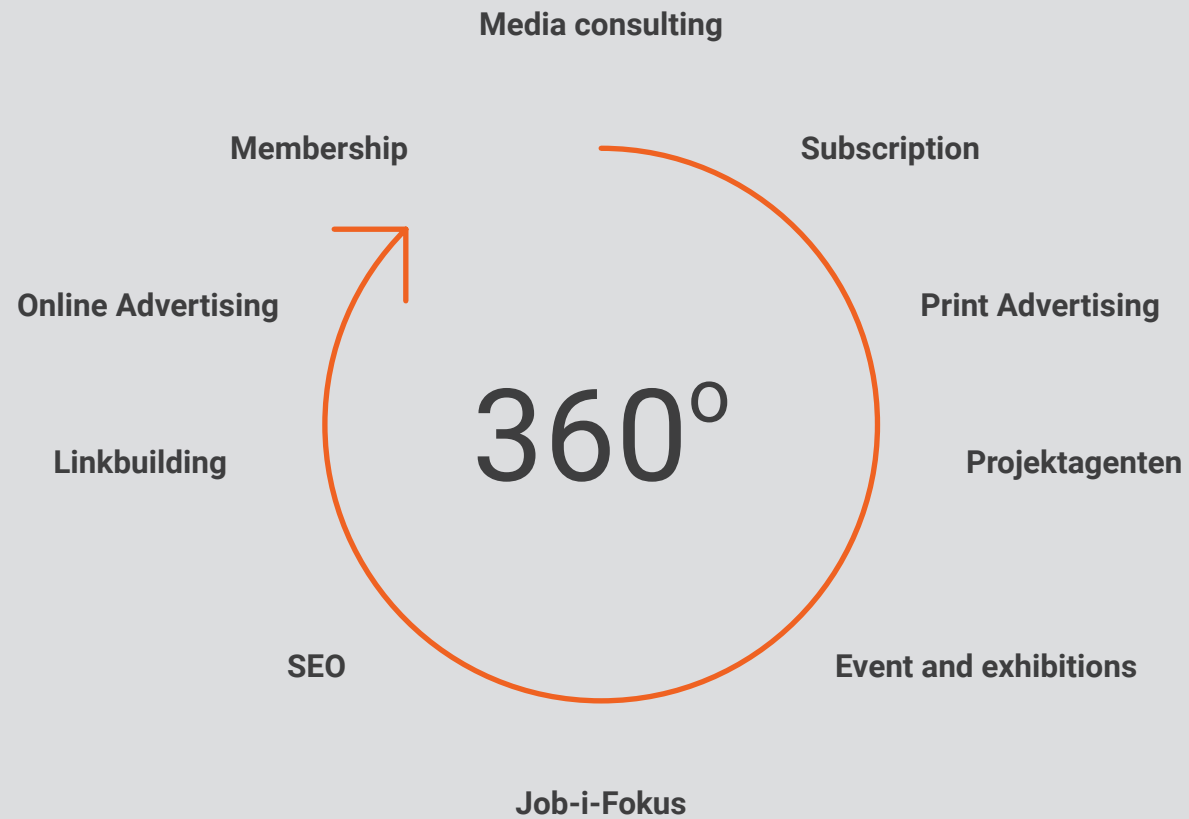 Media consulting
Membership
Subscription
Online Advertising
Print Advertising
360º
Linkbuilding
Projektagenten
SEO
Event and exhibitions
Job-i-Fokus